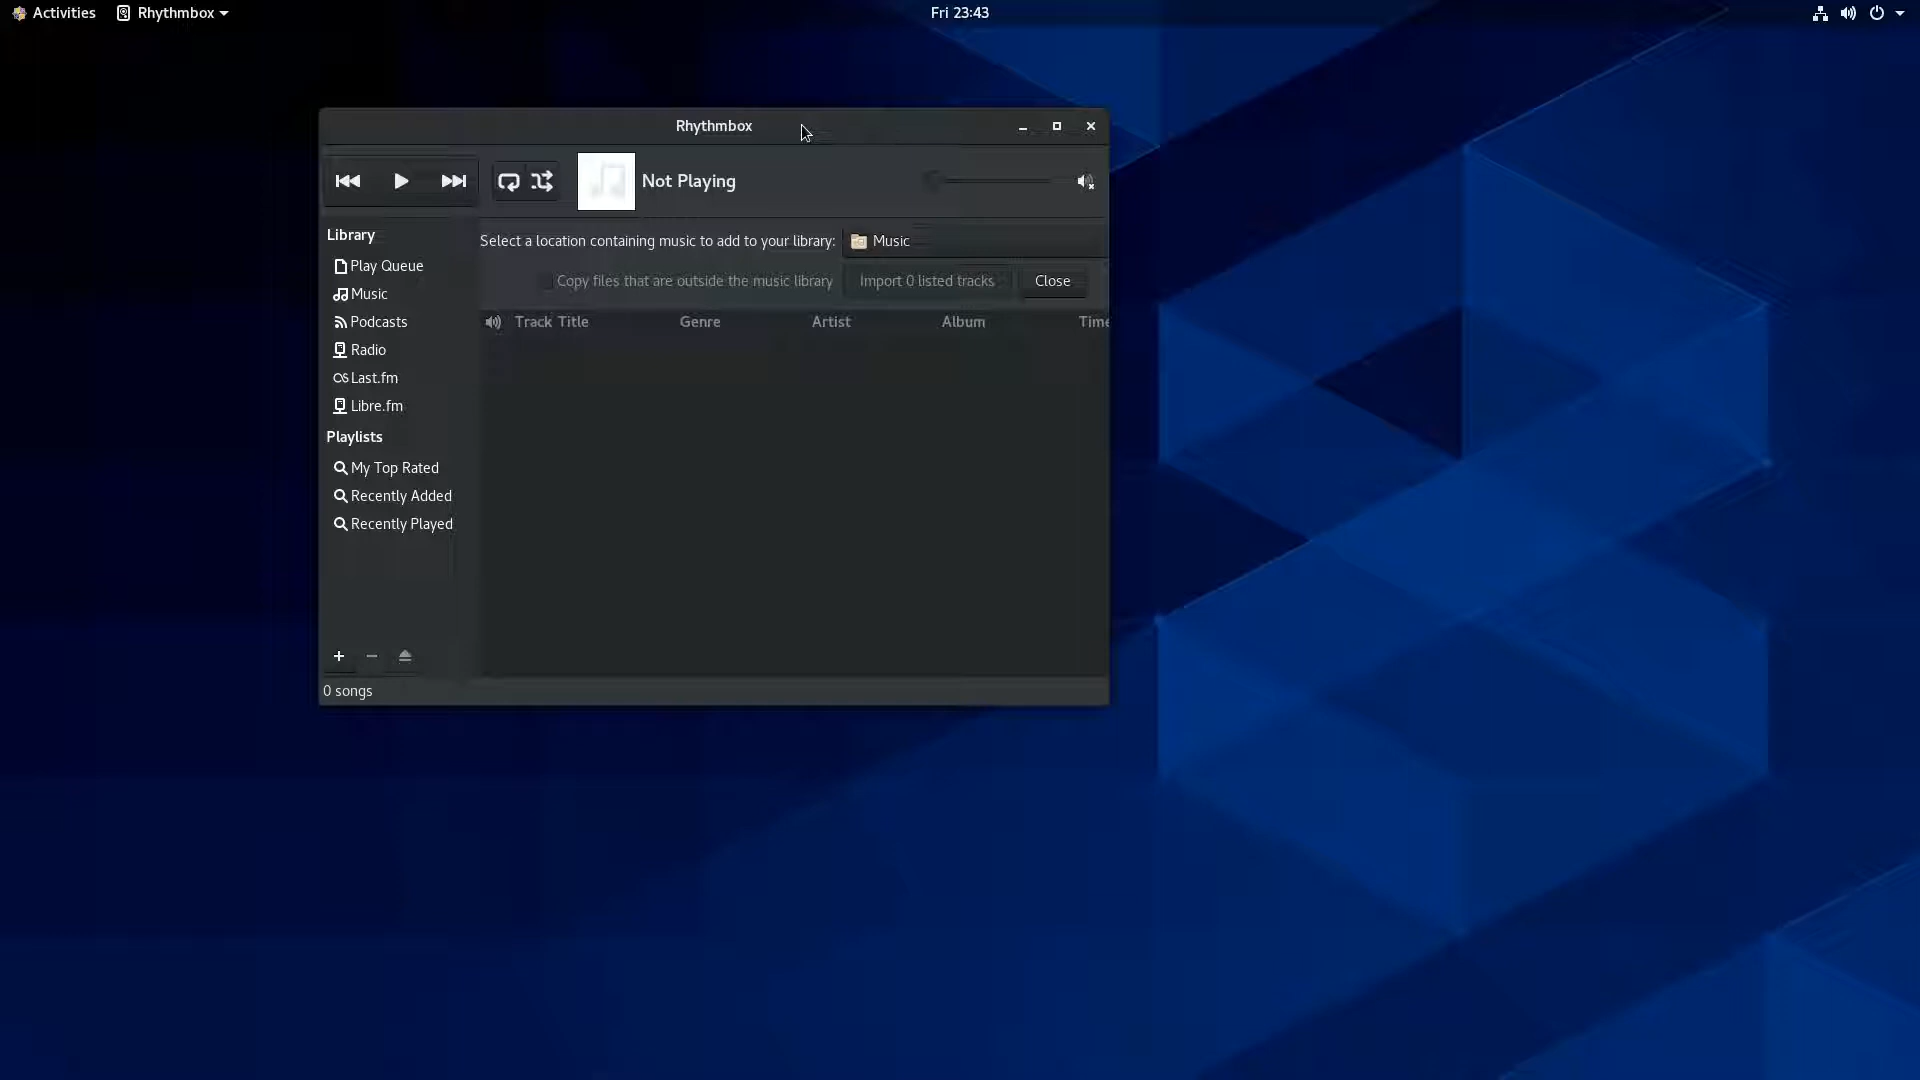 Activities Rhythmbox Fri 23:43
Rhythmbox
Not Playing
Library
Play Queue
Music
Podcasts
Radio
Last.fm
Libre.fm
Playlists
My Top Rated
Recently Added
Recently Played
0 songs
Select a location containing music to add to your library: Music
Copy files that are outside the music library Import 0 listed tracks Close
Track Title Genre Artist Album Time